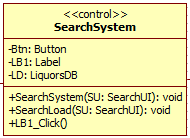 <<control>>
SearchSystem
-Btn: Button
-LB1: Label
-LD: LiquorsDB
+SearchSystem(SU: SearchUI): void
+SearchLoad(SU: SearchUI): void
+LB1_Click()